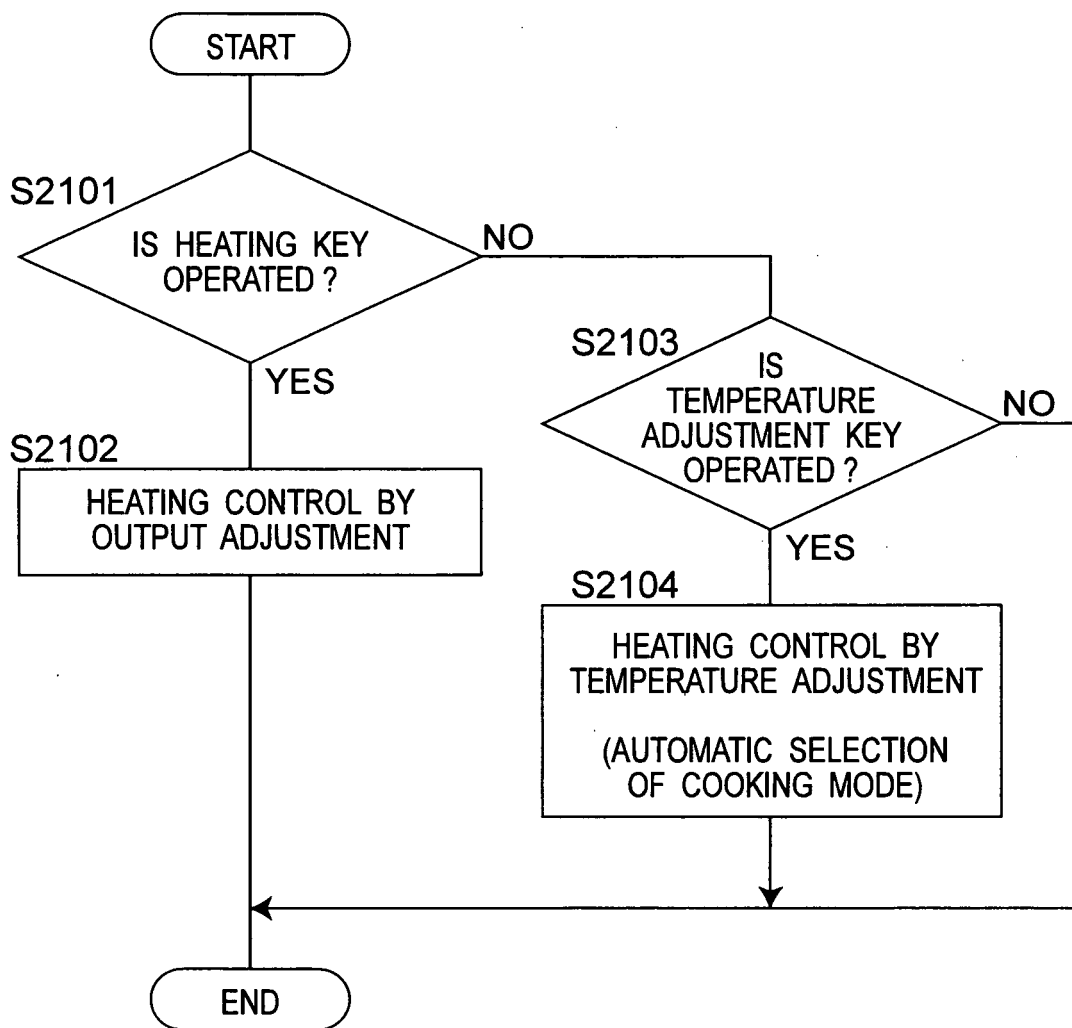 START
S2101
IS HEATING KEY
OPERATED ?
NO
YES
S2102
HEATING CONTROL BY
OUTPUT ADJUSTMENT
S2103
IS
TEMPERATURE
ADJUSTMENT KEY
OPERATED ?
NO
YES
S2104
HEATING CONTROL BY
TEMPERATURE ADJUSTMENT
(AUTOMATIC SELECTION
OF COOKING MODE)
END